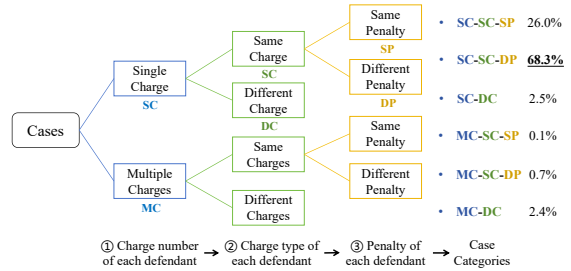 Cases
Single
Charge
SC
Multiple
Charges
MC
Same
Charge
SC
Different
Charge
DC
Same
Charges
Different
Charges
Same
Penalty
SP
Different
Penalty
DP
Same
Penalty
Different
Penalty
• SC-SC-SP 26.0%
• SC-SC-DP 68.3%
• SC-DC 2.5%
• MC-SC-SP 0.1%
• MC-SC-DP 0.7%
• MC-DC 2.4%
① Charge number
of each defendant
② Charge type of
each defendant
③ Penalty of
each defendant
Case
Categories